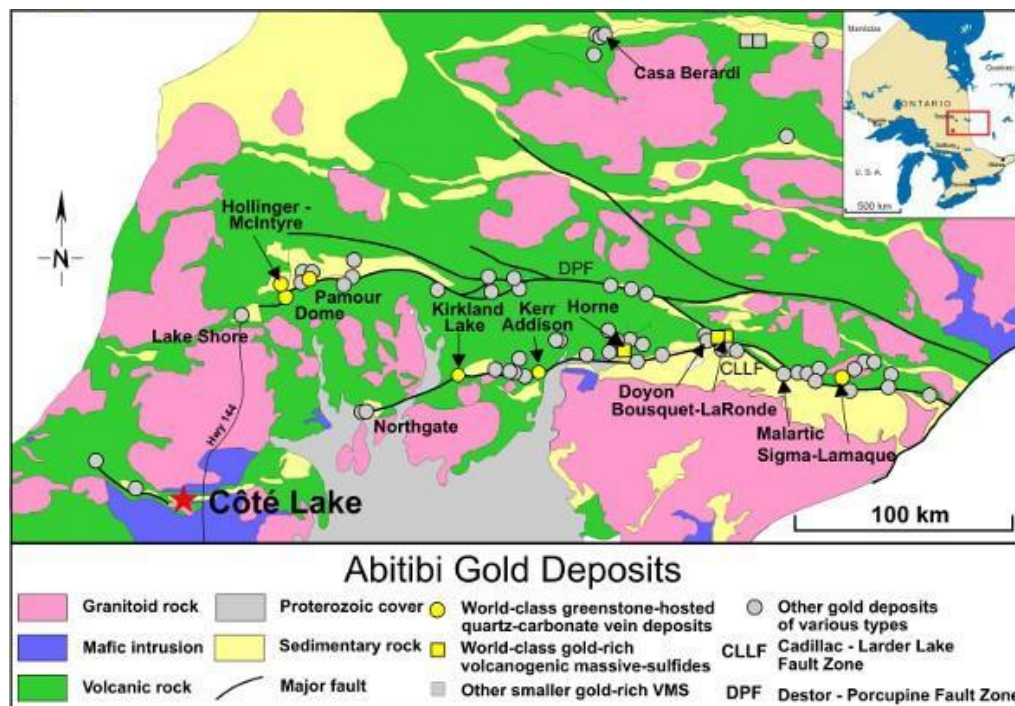 Casa Berardi
Manitoba
Quebec
ONTARIO
U. S. A.
500 km
N
Hollinger -
McIntyre
Pamour
Dome
DPF
Lake Shore
Kirkland
Lake
Kerr
Addison
Horne
Doyon
Bousquet-LaRonde
CLLF
Malartic
Sigma-Lamaque
Northgate
Hwy 144
Côté Lake
100 km
Abitibi Gold Deposits
Granitoid rock
Mafic intrusion
Volcanic rock
Proterozoic cover
Sedimentary rock
Major fault
World-class greenstone-hosted
quartz-carbonate vein deposits
World-class gold-rich
volcanogenic massive-sulfides
Other smaller gold-rich VMS
Other gold deposits
of various types
CLLF Cadillac - Larder Lake
Fault Zone
DPF Destor - Porcupine Fault Zone